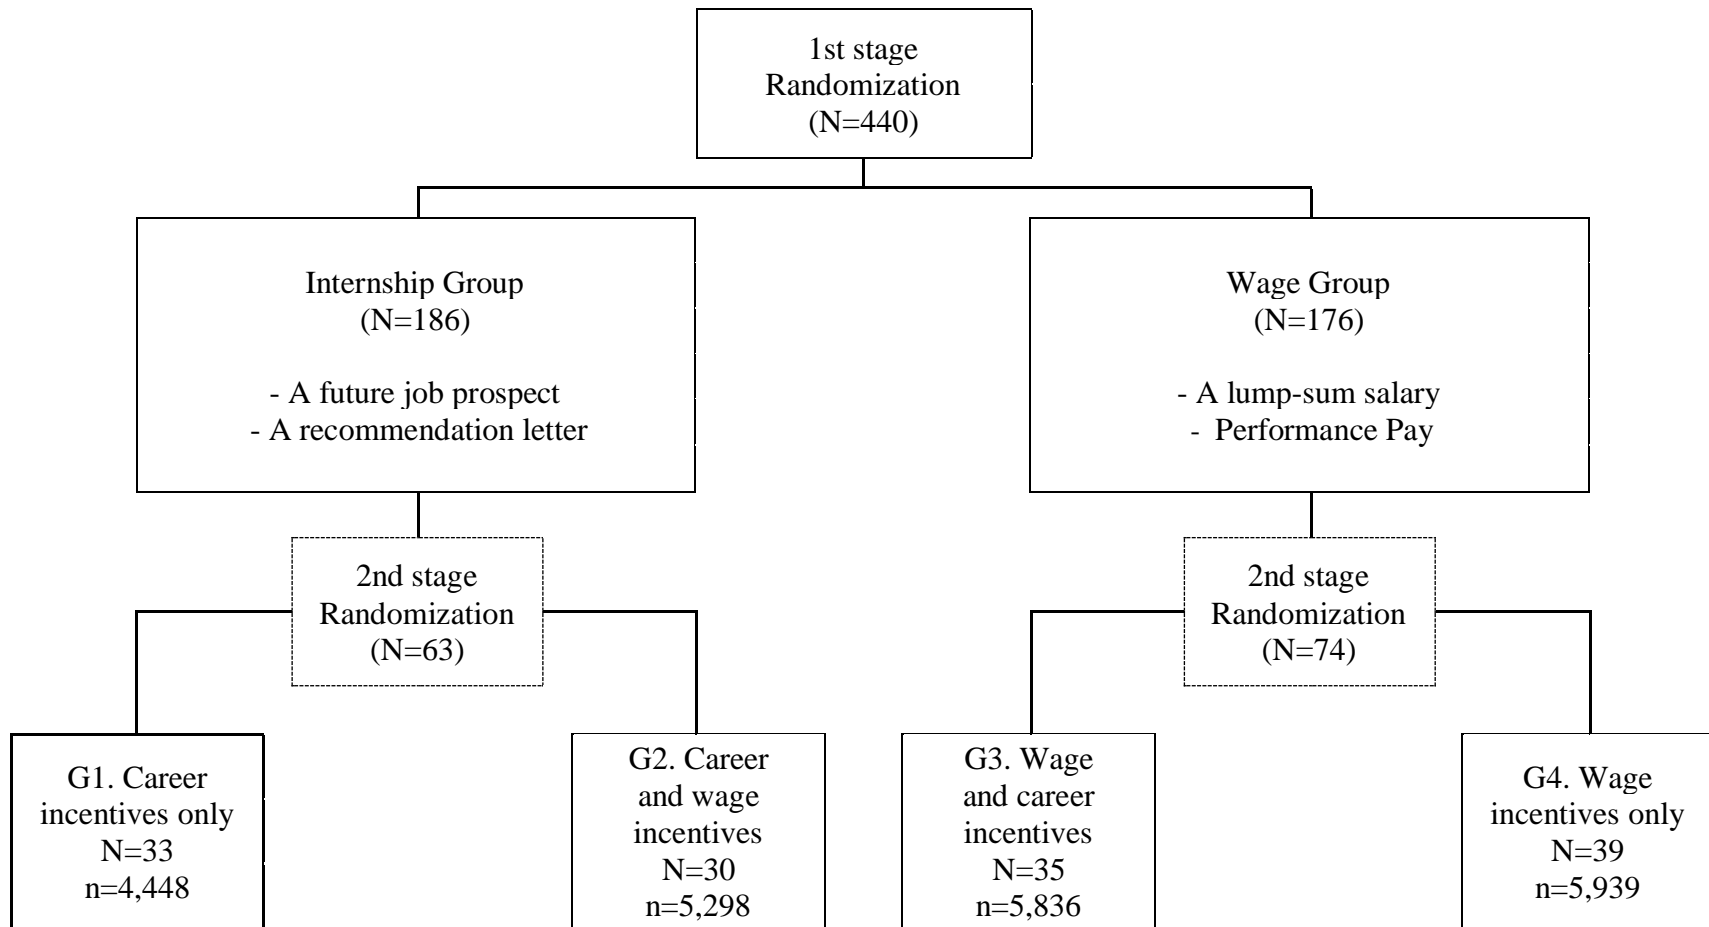 1st stage
Randomization
(N=440)
Internship Group
(N=186)
- A future job prospect
- A recommendation letter
Wage Group
(N=176)
- A lump-sum salary
- Performance Pay
2nd stage
Randomization
(N=63)
2nd stage
Randomization
(N=74)
G1. Career
incentives only
N=33
n=4,448
G2. Career
and wage
incentives
N=30
n=5,298
G3. Wage
and career
incentives
N=35
n=5,836
G4. Wage
incentives only
N=39
n=5,939